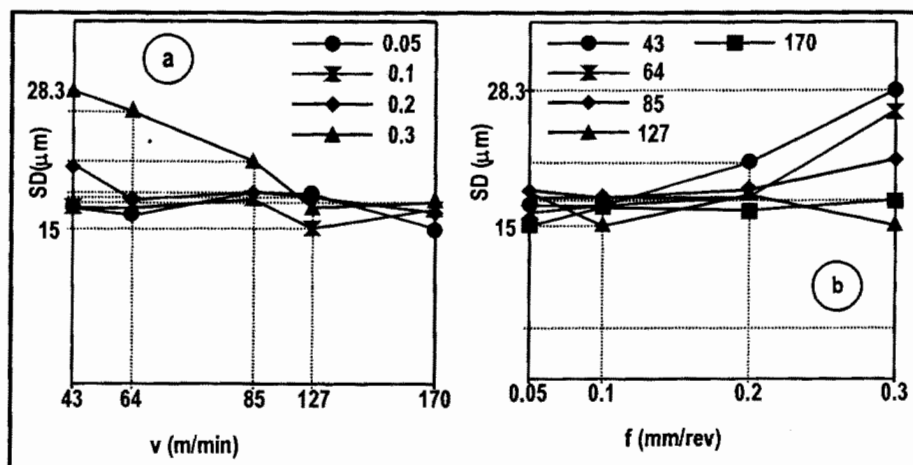 a
0.05
0.1
0.2
0.3
28.3
SD(μm)
15
43 64 85 127 170
v (m/min)
43 170
64
85
127
28.3
SD (μm)
15
b
0.05 0.1 0.2 0.3
f (mm/rev)